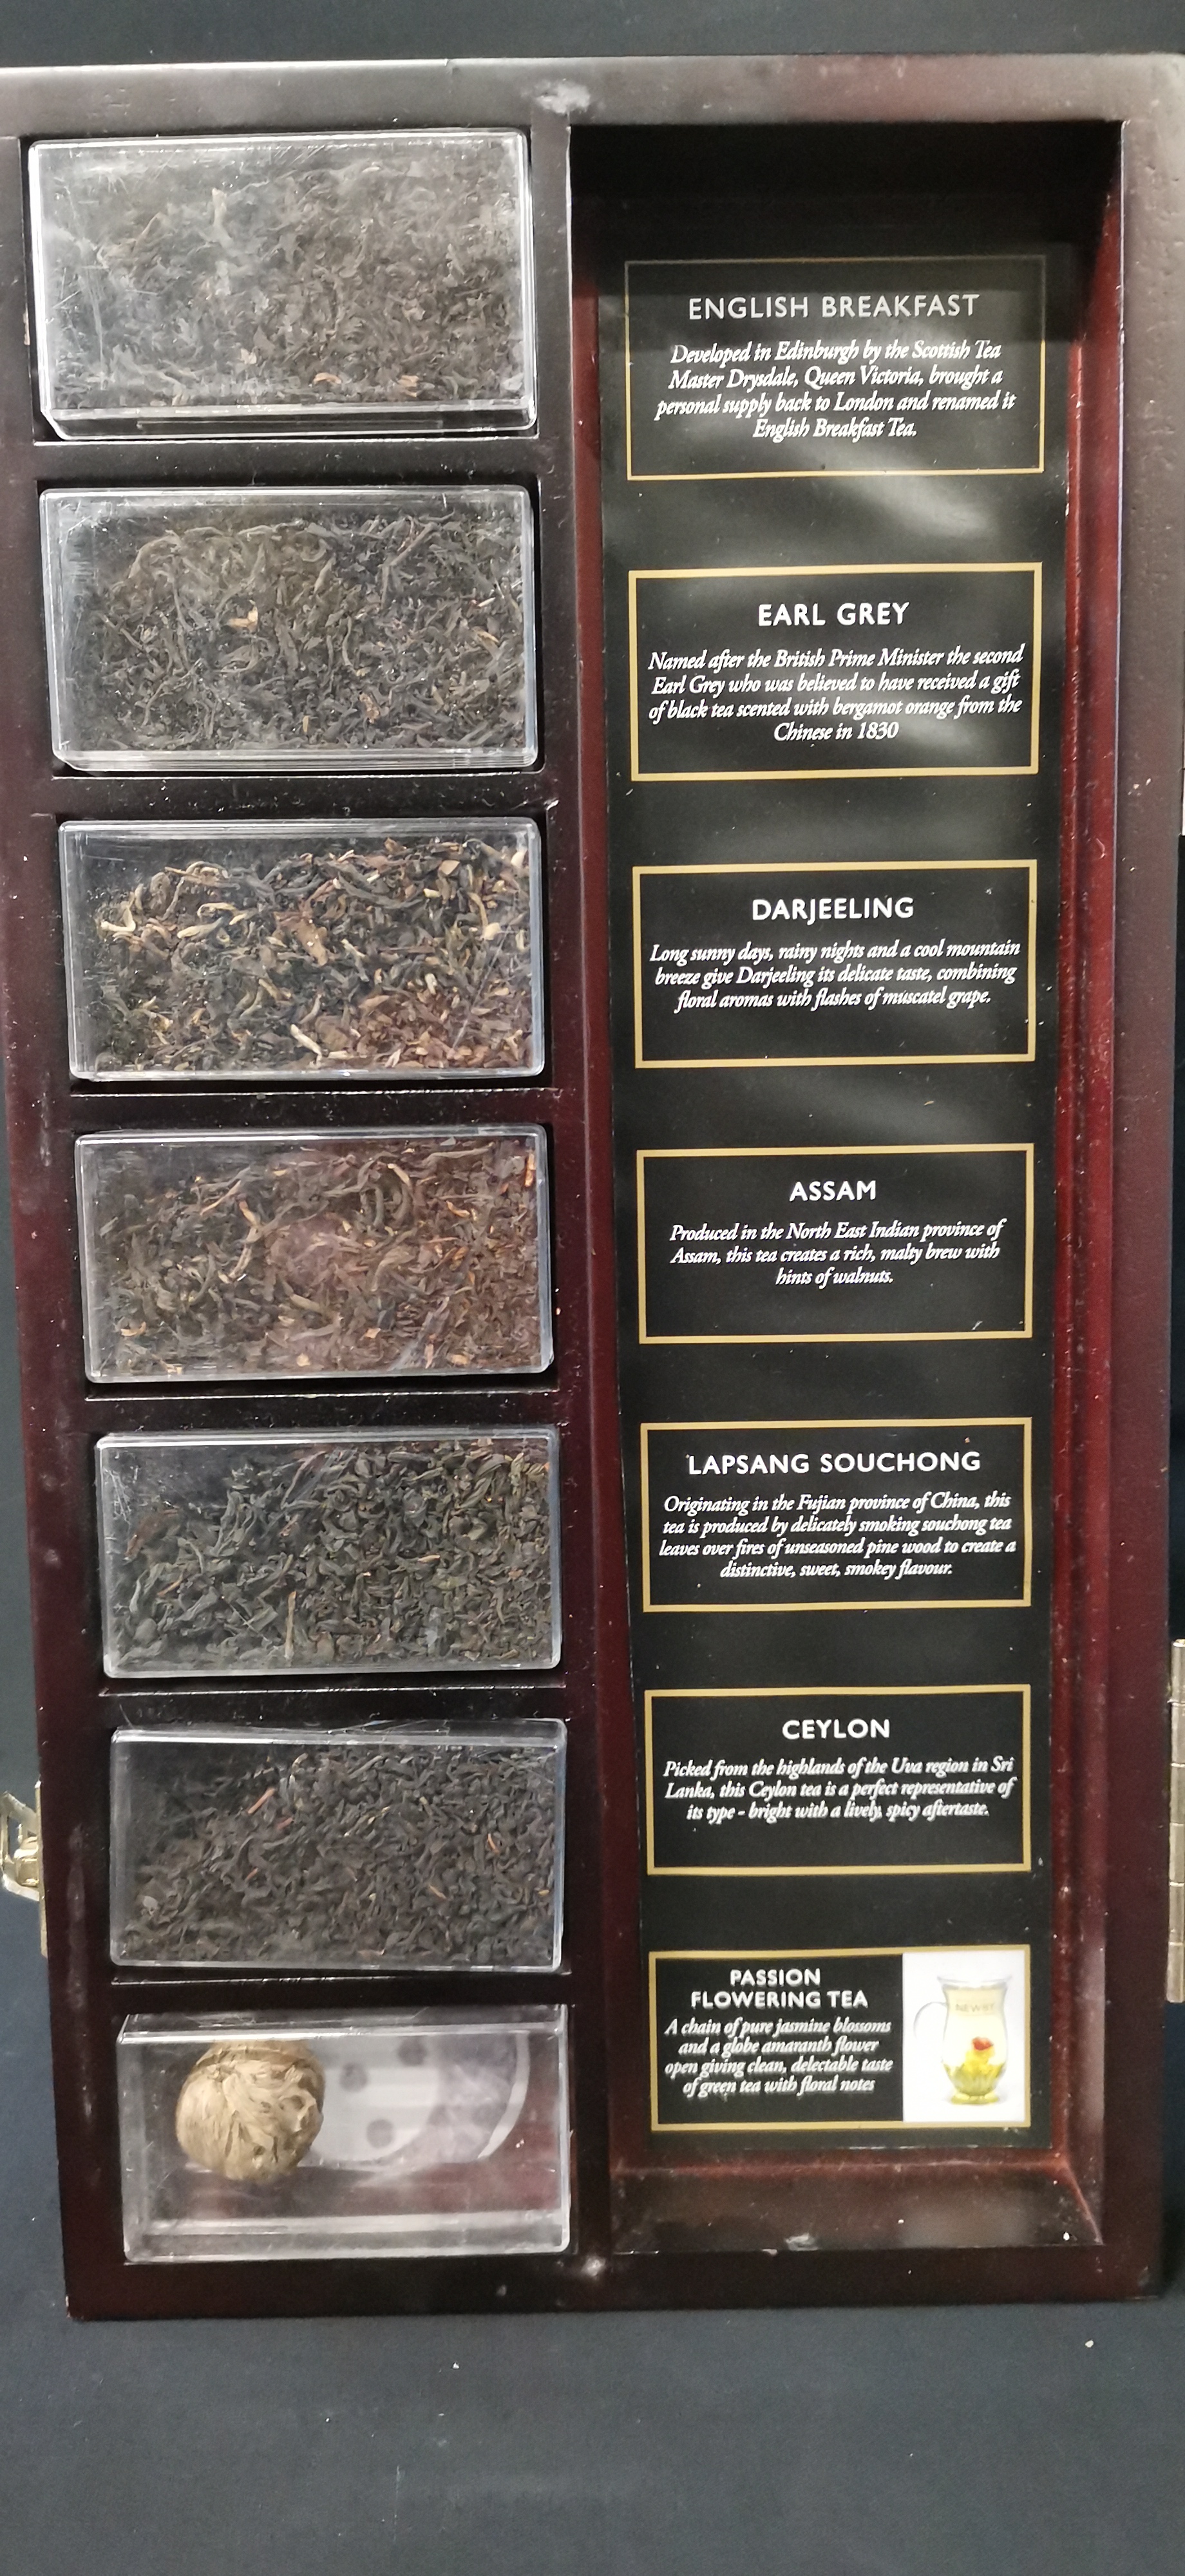 ENGLISH BREAKFAST
Developed in Edinburgh by the Scottish Tea
Master Drysdale, Queen Victoria, brought a
personal supply back to London and renamed it
English Breakfast Tea.
EARL GREY
Named after the British Prime Minister the second
Earl Grey who was believed to have received a gift
of black tea scented with bergamot orange from the
Chinese in 1830
DARJEELING
Long sunny days, rainy nights and a cool mountain
breeze give Darjeeling its delicate taste, combining
floral aromas with flashes of muscatel grape.
ASSAM
Produced in the North East Indian province of
Assam, this tea creates a rich, malty brew with
hints of walnuts.
LAPSANG SOUCHONG
Originating in the Fujian province of China, this
tea is produced by delicately smoking souchong tea
leaves over fires of unseasoned pine wood to create a
distinctive, sweet, smokey flavour.
CEYLON
Picked from the highlands of the Uva region in Sri
Lanka, this Ceylon tea is a perfect representative of
its type - bright with a lively, spicy aftertaste.
PASSION
FLOWERING TEA
A chain of pure jasmine blossoms
and a globe amaranth flower
open giving clean, delectable taste
of green tea with floral notes
NEWBY